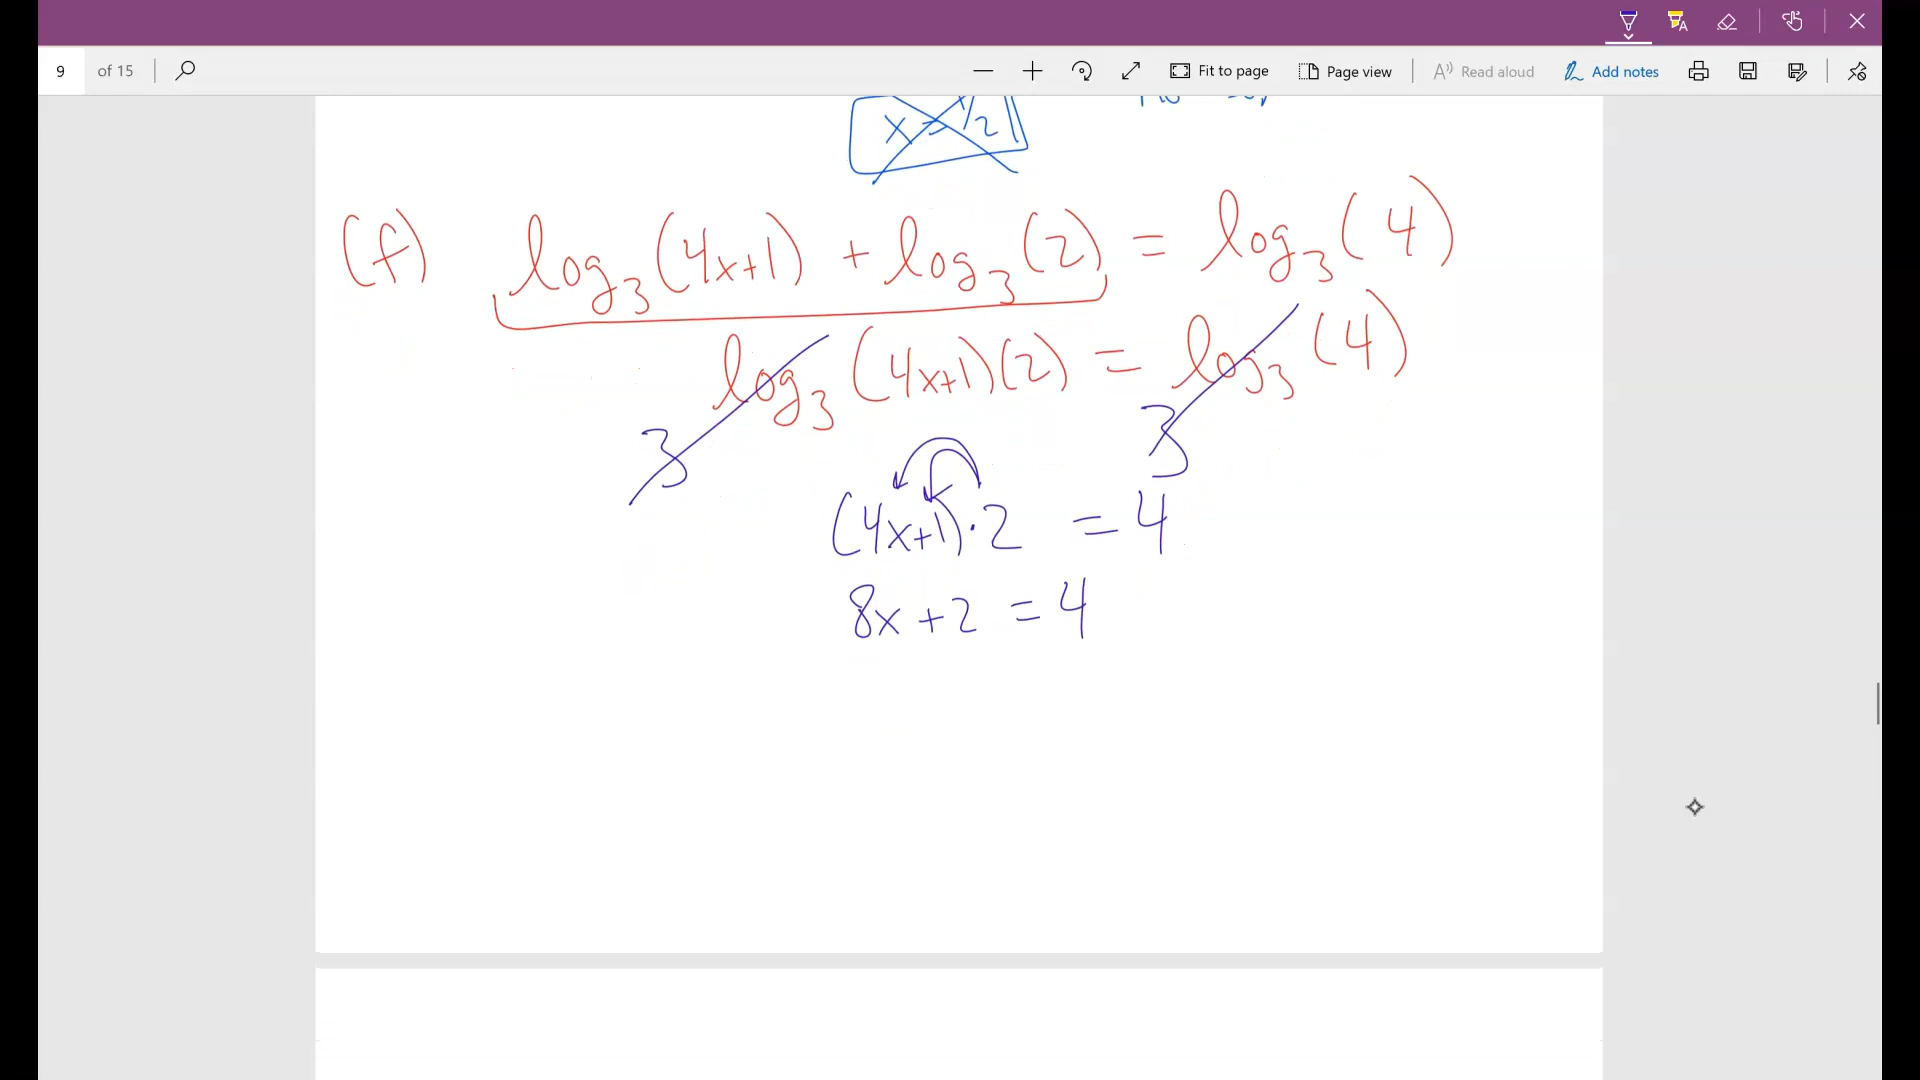 9 of 15 Fit to page Page view Read aloud Add notes
x = 1/2
(f) log₃(4x+1) + log₃(2) = log₃(4)
log₃(4x+1)(2) = log₃(4)
3 3
(4x+1)·2 = 4
8x + 2 = 4